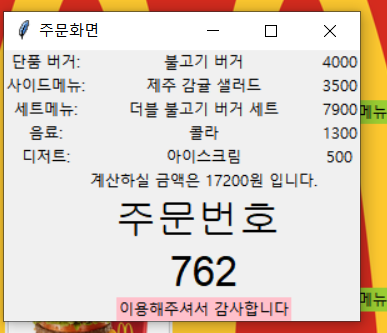 주문화면
단품 버거: 불고기 버거 4000
사이드메뉴: 제주 감귤 샐러드 3500
세트메뉴: 더블 불고기 버거 세트 7900
메뉴
음료: 콜라 1300
디저트: 아이스크림 500
계산하실 금액은 17200원 입니다.
주문번호
762
메뉴
이용해주셔서 감사합니다